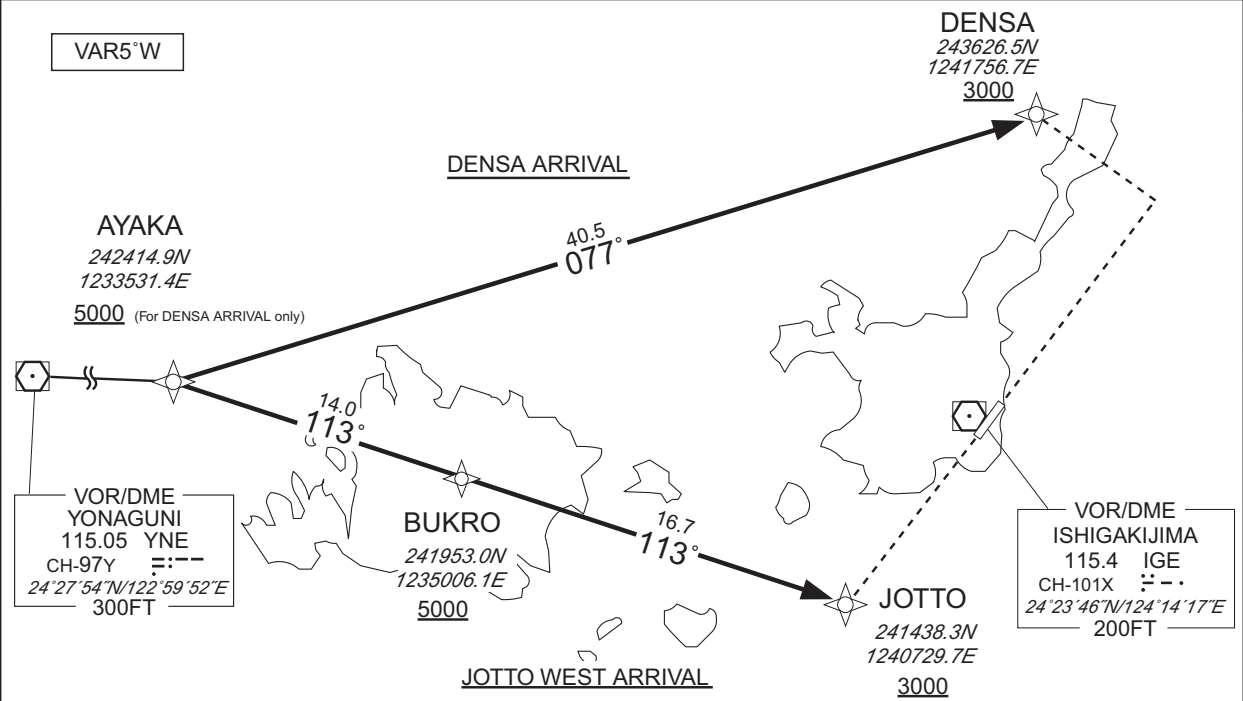 VAR5°W
DENSA
243626.5N
1241756.7E
3000
DENSA ARRIVAL
40.5
077°
AYAKA
242414.9N
1233531.4E
5000 (For DENSA ARRIVAL only)
14.0
113°
VOR/DME
YONAGUNI
115.05 YNE
CH-97Y
24°27´54˝N/122°59´52˝E
300FT
BUKRO
241953.0N
1235006.1E
5000
16.7
113°
JOTTO
241438.3N
1240729.7E
3000
JOTTO WEST ARRIVAL
VOR/DME
ISHIGAKIJIMA
115.4 IGE
CH-101X
24°23´46˝N/124°14´17˝E
200FT